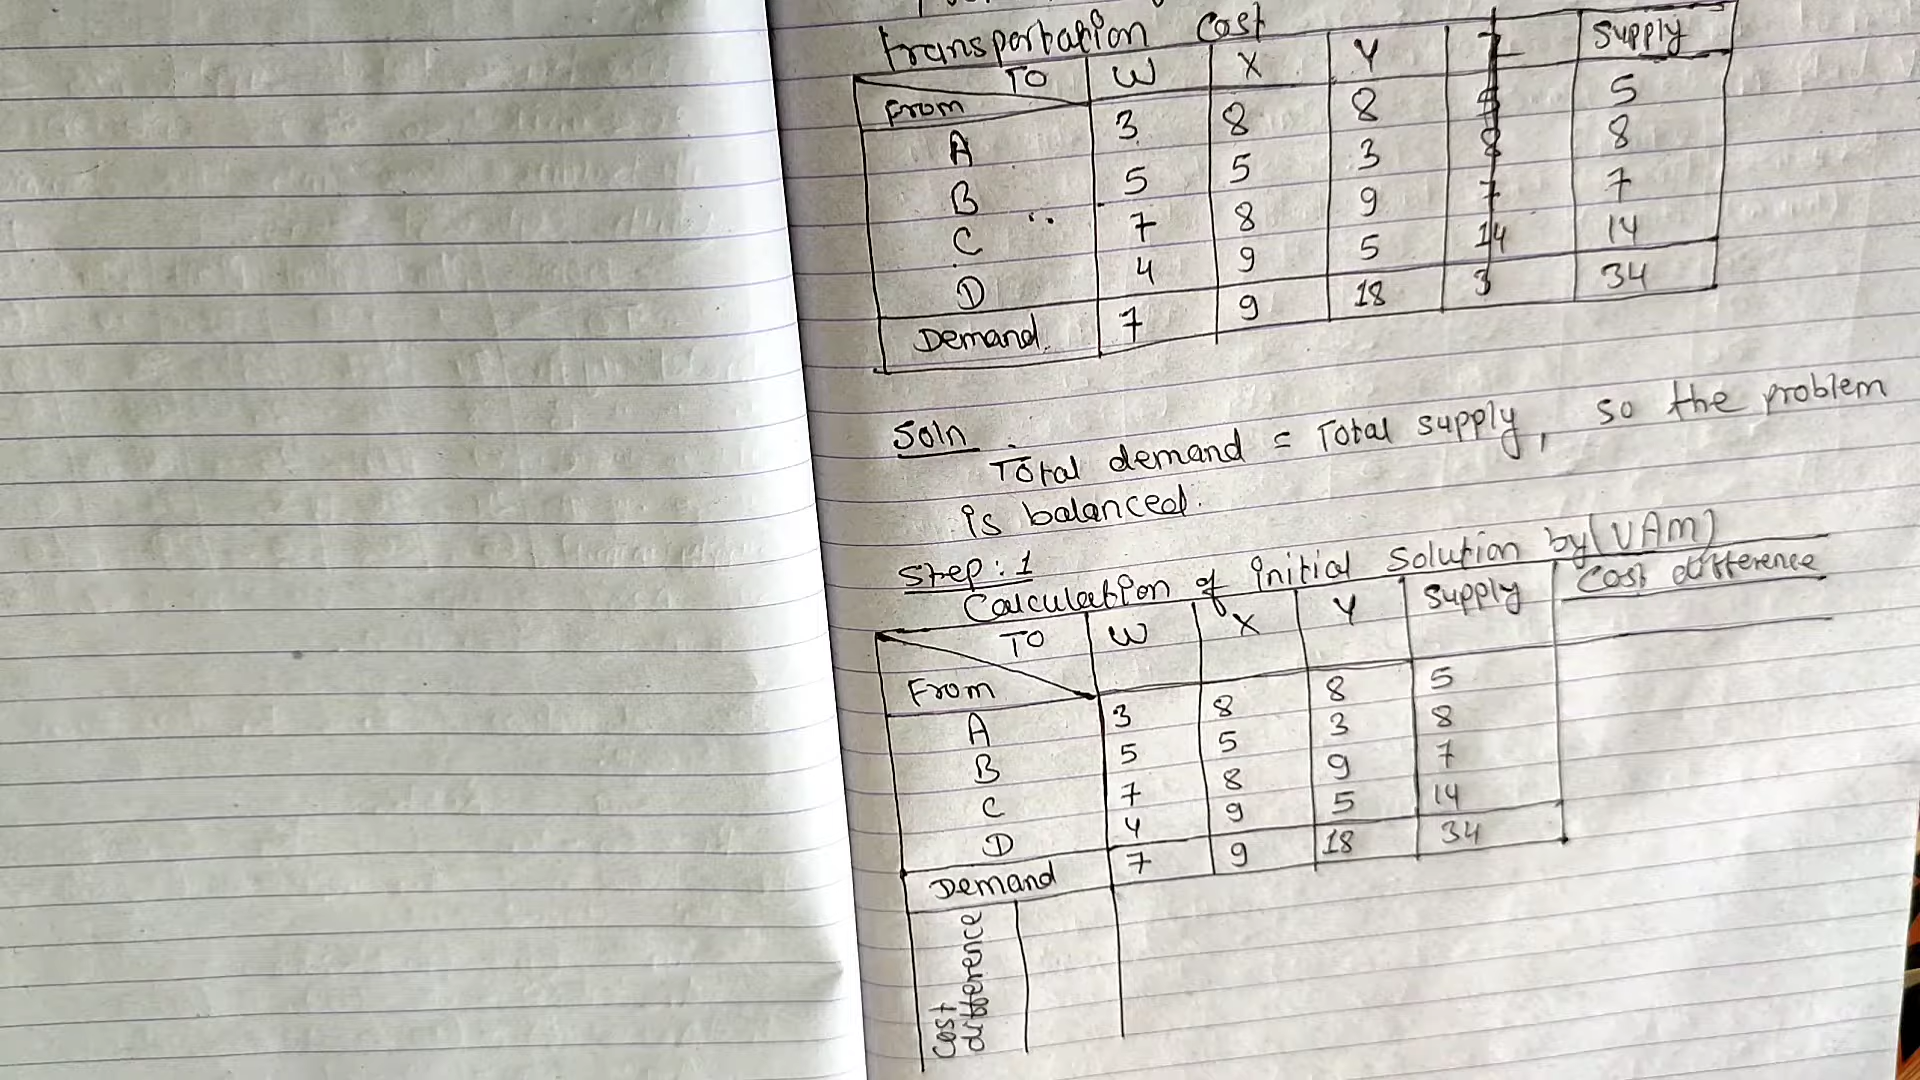 Transportation Cost
TO W X Y Supply
From
A 3 8 8 5
B 5 5 3 8 8
C 7 8 9 7 7
D 4 9 5 14 14
Demand 7 9 18 3 34
Soln
Total demand = Total supply, so the problem
is balanced.
Step: 1
Calculation of initial solution by (VAM)
TO W X Y Supply Cost difference
From
A 3 8 8 5
B 5 5 3 8
C 7 8 9 7
D 4 9 5 14
Demand 7 9 18 34
Cost
difference